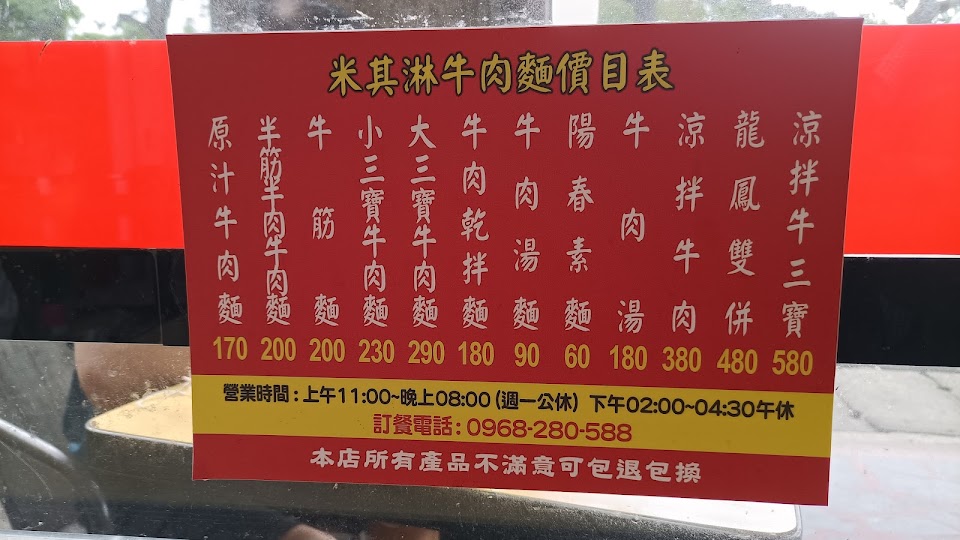 米其淋牛肉麵價目表
原汁牛肉麵 170
半筋半肉牛肉麵 200
牛筋麵 200
小三寶牛肉麵 230
大三寶牛肉麵 290
牛肉乾拌麵 180
牛肉湯麵 90
陽春素麵 60
牛肉湯 180
涼拌牛肉 380
龍鳳雙併 480
涼拌牛三寶 580
營業時間：上午11:00~晚上08:00 (週一公休) 下午02:00~04:30午休
訂餐電話：0968-280-588
本店所有產品不滿意可包退包換